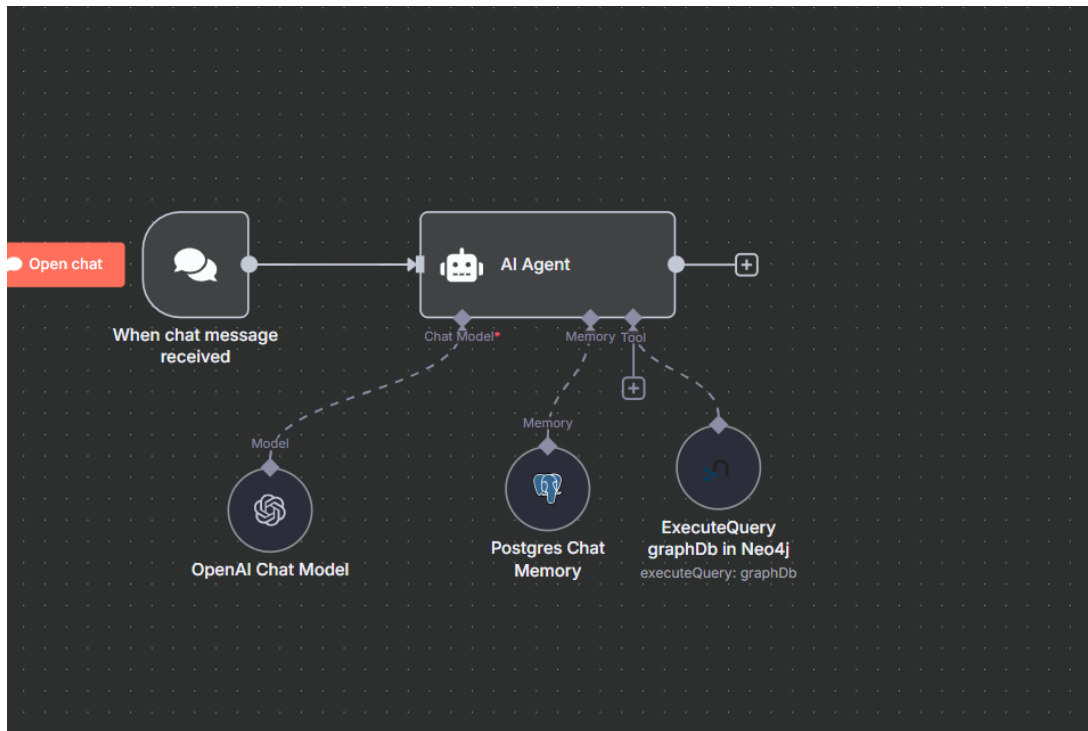 Open chat
AI Agent
When chat message
received
Chat Model*
Memory
Tool
Model
Memory
OpenAI Chat Model
Postgres Chat
Memory
ExecuteQuery
graphDb in Neo4j
executeQuery: graphDb